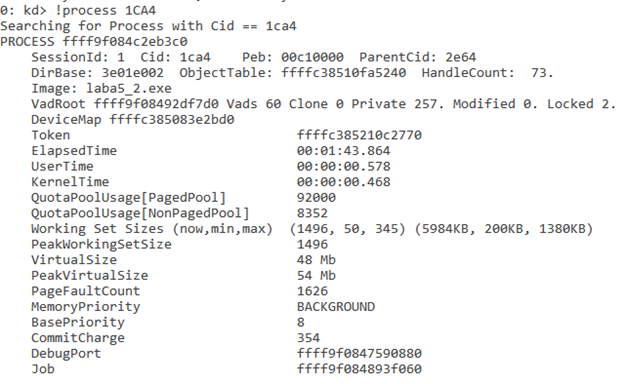 0: kd> !process 1CA4
Searching for Process with Cid == 1ca4
PROCESS ffff9f084c2eb3c0
SessionId: 1 Cid: 1ca4 Peb: 00c10000 ParentCid: 2e64
DirBase: 3e01e002 ObjectTable: ffffc38510fa5240 HandleCount: 73.
Image: laba5_2.exe
VadRoot ffff9f08492df7d0 Vads 60 Clone 0 Private 257. Modified 0. Locked 2.
DeviceMap ffffc385083e2bd0
Token ffffc385210c2770
ElapsedTime 00:01:43.864
UserTime 00:00:00.578
KernelTime 00:00:00.468
QuotaPoolUsage[PagedPool] 92000
QuotaPoolUsage[NonPagedPool] 8352
Working Set Sizes (now,min,max) (1496, 50, 345) (5984KB, 200KB, 1380KB)
PeakWorkingSetSize 1496
VirtualSize 48 Mb
PeakVirtualSize 54 Mb
PageFaultCount 1626
MemoryPriority BACKGROUND
BasePriority 8
CommitCharge 354
DebugPort ffff9f0847590880
Job ffff9f084893f060